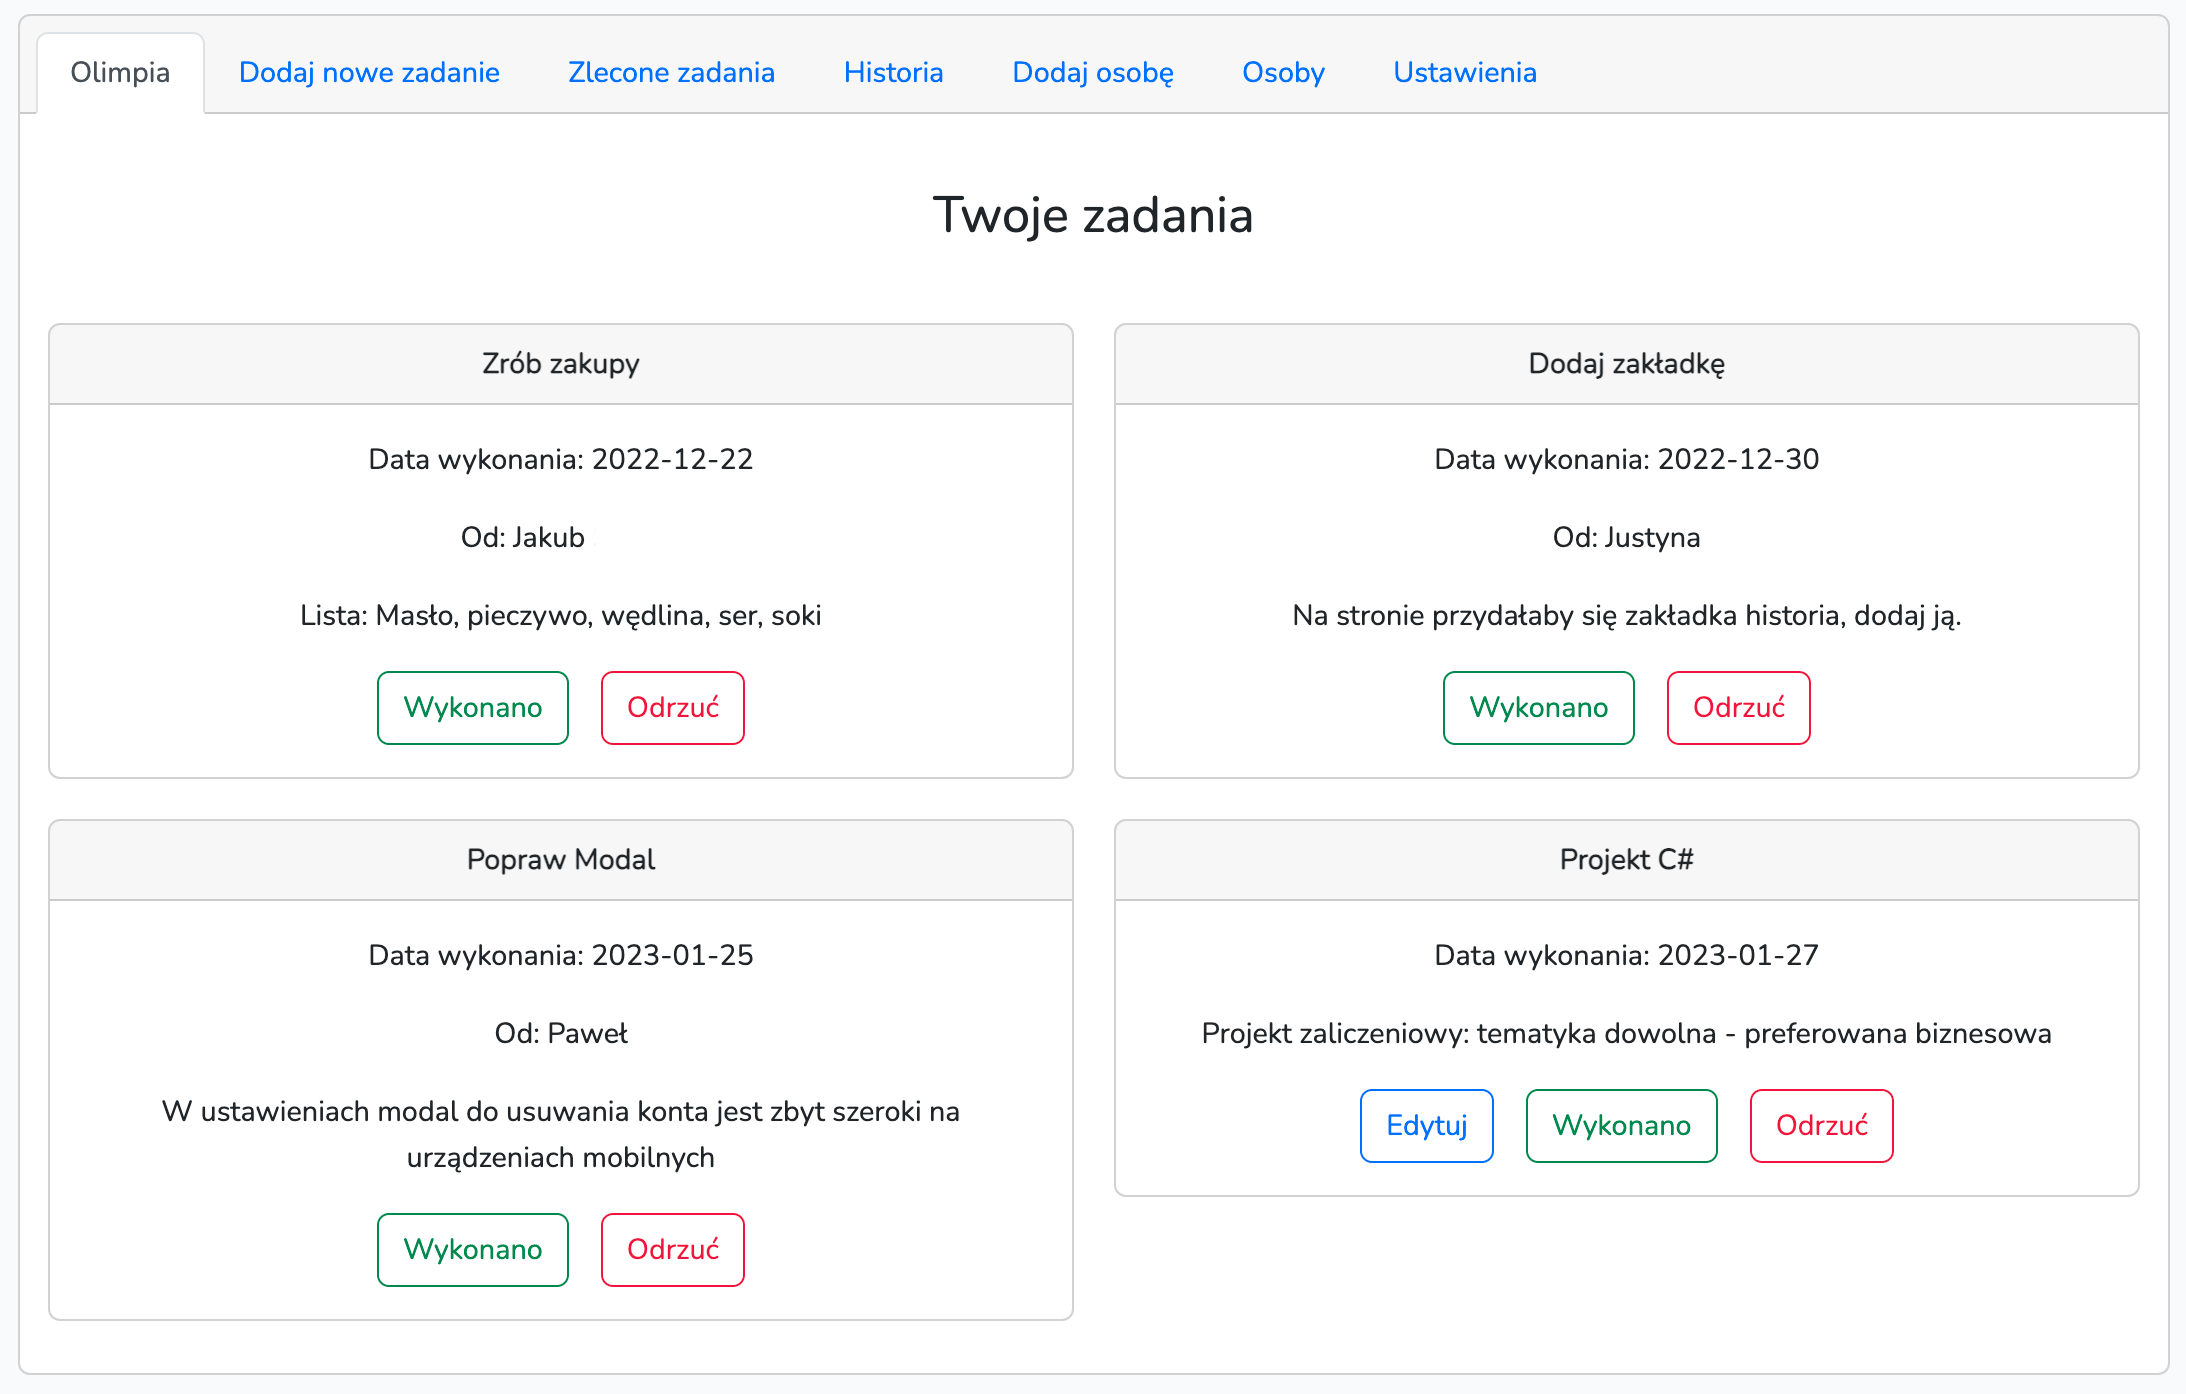 Olimpia Dodaj nowe zadanie Zlecone zadania Historia Dodaj osobę Osoby Ustawienia
Twoje zadania
Zrób zakupy
Data wykonania: 2022-12-22
Od: Jakub
Lista: Masło, pieczywo, wędlina, ser, soki
Wykonano Odrzuć
Dodaj zakładkę
Data wykonania: 2022-12-30
Od: Justyna
Na stronie przydałaby się zakładka historia, dodaj ją.
Wykonano Odrzuć
Popraw Modal
Data wykonania: 2023-01-25
Od: Paweł
W ustawieniach modal do usuwania konta jest zbyt szeroki na
urządzeniach mobilnych
Wykonano Odrzuć
Projekt C#
Data wykonania: 2023-01-27
Projekt zaliczeniowy: tematyka dowolna - preferowana biznesowa
Edytuj Wykonano Odrzuć